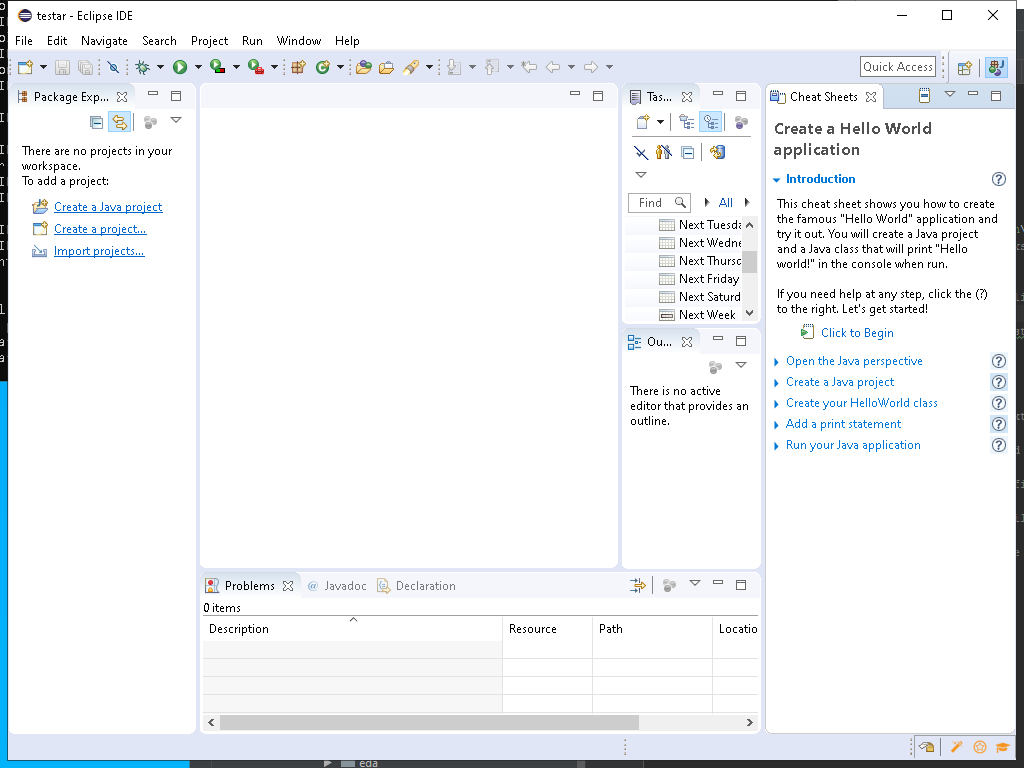 testar - Eclipse IDE
File Edit Navigate Search Project Run Window Help
Quick Access
Package Exp...
There are no projects in your
workspace.
To add a project:
Create a Java project
Create a project...
Import projects...
Tas...
Find
All
Next Tuesda
Next Wedne
Next Thursd
Next Friday
Next Saturd
Next Week
Ou...
There is no active
editor that provides an
outline.
Cheat Sheets
Create a Hello World
application
Introduction
This cheat sheet shows you how to create
the famous "Hello World" application and
try it out. You will create a Java project
and a Java class that will print "Hello
world!" in the console when run.
If you need help at any step, click the (?)
to the right. Let's get started!
Click to Begin
Open the Java perspective
Create a Java project
Create your HelloWorld class
Add a print statement
Run your Java application
Problems
@ Javadoc
Declaration
0 items
Description Resource Path Locatio
eda